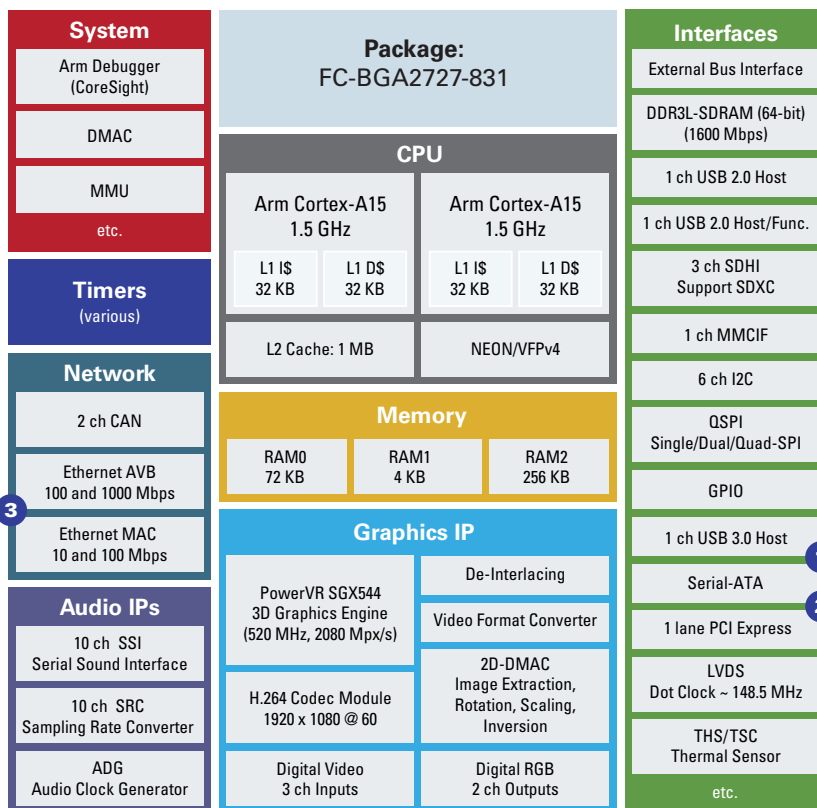 System
Arm Debugger
(CoreSight)
DMAC
MMU
etc.
Timers
(various)
Network
2 ch CAN
Ethernet AVB
100 and 1000 Mbps
3
Ethernet MAC
10 and 100 Mbps
Audio IPs
10 ch SSI
Serial Sound Interface
10 ch SRC
Sampling Rate Converter
ADG
Audio Clock Generator
Package:
FC-BGA2727-831
CPU
Arm Cortex-A15
1.5 GHz
L1 I$
32 KB
L1 D$
32 KB
Arm Cortex-A15
1.5 GHz
L1 I$
32 KB
L1 D$
32 KB
L2 Cache: 1 MB
NEON/VFPv4
Memory
RAM0
72 KB
RAM1
4 KB
RAM2
256 KB
Graphics IP
PowerVR SGX544
3D Graphics Engine
(520 MHz, 2080 Mpx/s)
H.264 Codec Module
1920 x 1080 @ 60
Digital Video
3 ch Inputs
De-Interlacing
Video Format Converter
2D-DMAC
Image Extraction,
Rotation, Scaling,
Inversion
Digital RGB
2 ch Outputs
Interfaces
External Bus Interface
DDR3L-SDRAM (64-bit)
(1600 Mbps)
1 ch USB 2.0 Host
1 ch USB 2.0 Host/Func.
3 ch SDHI
Support SDXC
1 ch MMCIF
6 ch I2C
QSPI
Single/Dual/Quad-SPI
GPIO
1 ch USB 3.0 Host
Serial-ATA
1 lane PCI Express
LVDS
Dot Clock ~ 148.5 MHz
THS/TSC
Thermal Sensor
etc.